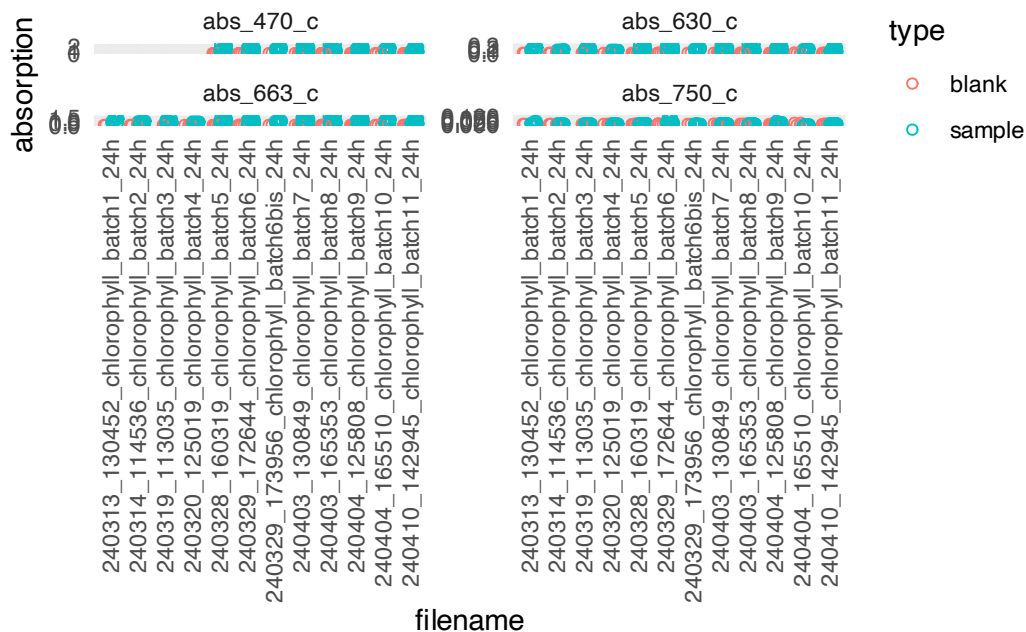 abs_470_c
abs_630_c
type
blank
sample
absorption
abs_663_c
abs_750_c
240313_130452_chlorophyll_batch1_24h
240314_114536_chlorophyll_batch2_24h
240319_113035_chlorophyll_batch3_24h
240320_125019_chlorophyll_batch4_24h
240328_160319_chlorophyll_batch5_24h
240329_172644_chlorophyll_batch6_24h
240329_173956_chlorophyll_batch6bis_24h
240403_130849_chlorophyll_batch7_24h
240403_165353_chlorophyll_batch8_24h
240404_125808_chlorophyll_batch9_24h
240404_165510_chlorophyll_batch10_24h
240410_142945_chlorophyll_batch11_24h
240313_130452_chlorophyll_batch1_24h
240314_114536_chlorophyll_batch2_24h
240319_113035_chlorophyll_batch3_24h
240320_125019_chlorophyll_batch4_24h
240328_160319_chlorophyll_batch5_24h
240329_172644_chlorophyll_batch6_24h
240329_173956_chlorophyll_batch6bis_24h
240403_130849_chlorophyll_batch7_24h
240403_165353_chlorophyll_batch8_24h
240404_125808_chlorophyll_batch9_24h
240404_165510_chlorophyll_batch10_24h
240410_142945_chlorophyll_batch11_24h
filename